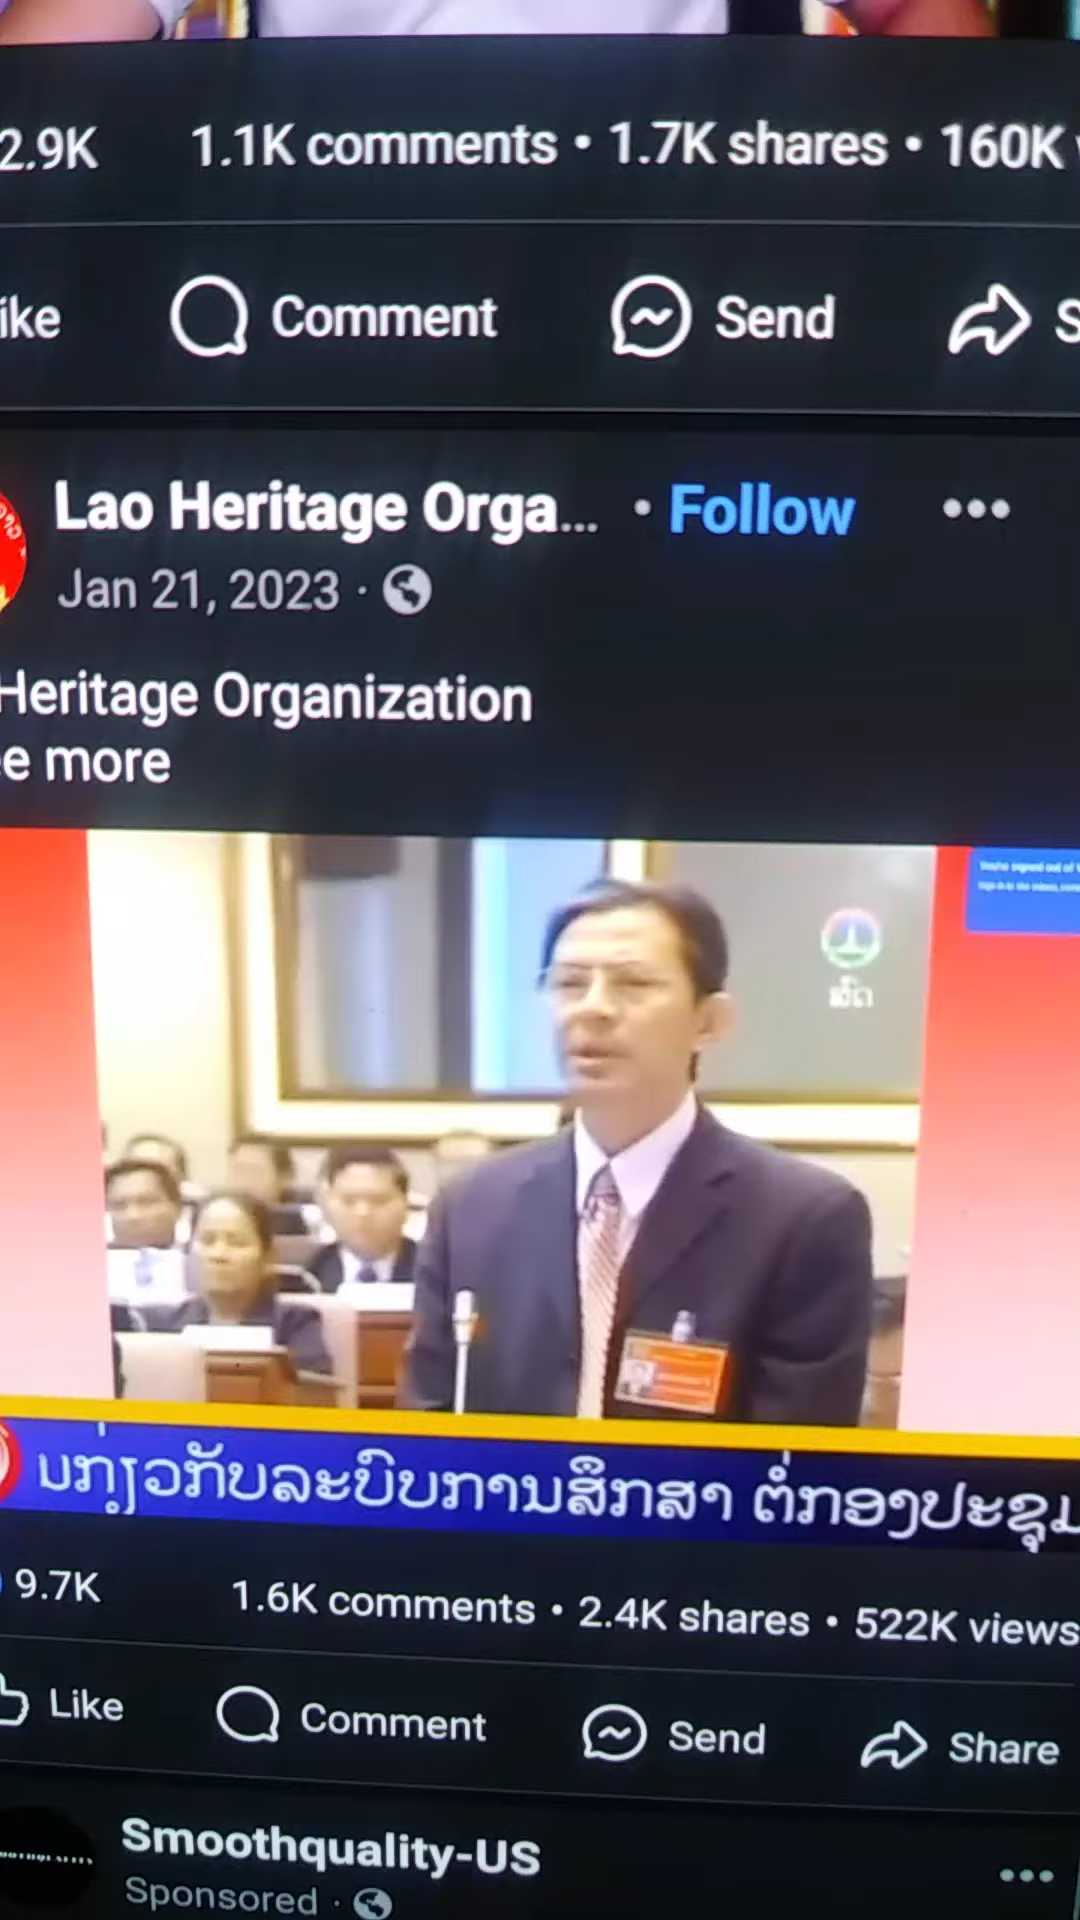 2.9K 1.1K comments • 1.7K shares • 160K
ike Comment Send S
Lao Heritage Orga... • Follow
Jan 21, 2023 ·
Heritage Organization
e more
ມກ່ຽວກັບລະບົບການສຶກສາ ຕໍ່ກອງປະຊຸມ
9.7K 1.6K comments • 2.4K shares • 522K views
Like Comment Send Share
Smoothquality-US
Sponsored ·